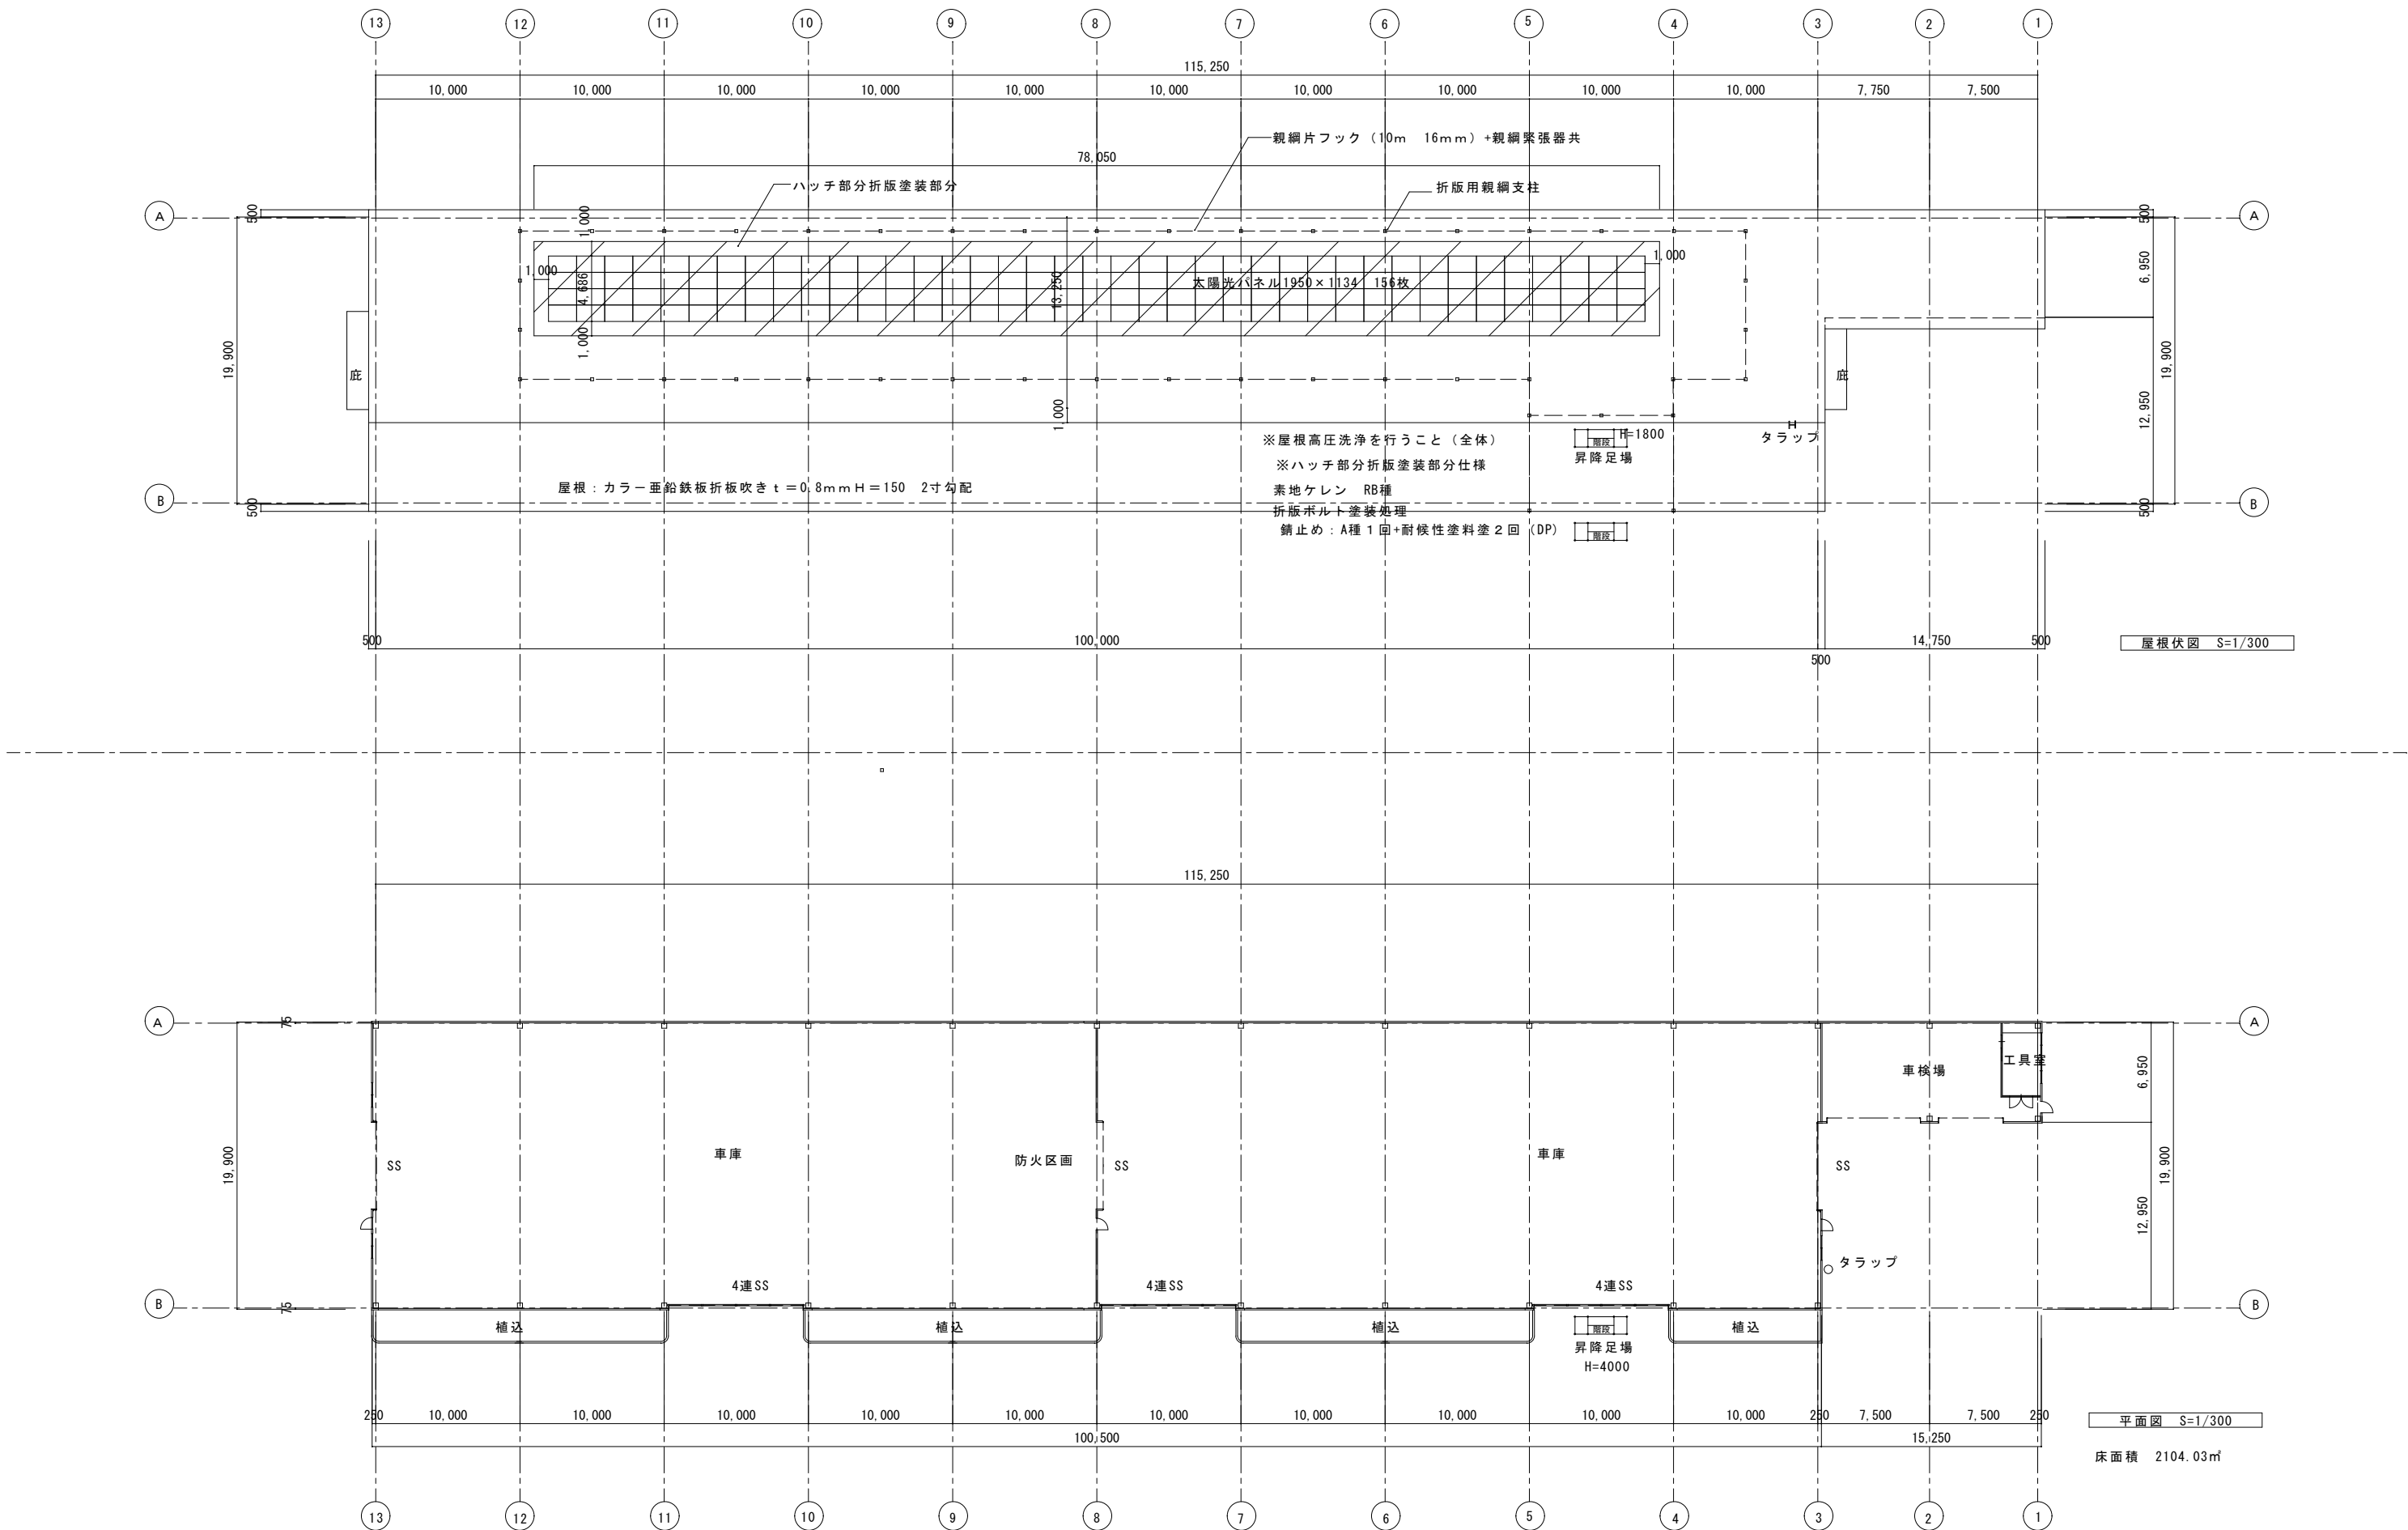 13 12 11 10 9 8 7 6 5 4 3 2 1
115,250
10,000 10,000 10,000 10,000 10,000 10,000 10,000 10,000 10,000 10,000 7,750 7,500
親綱片フック（10m 16mm）+親綱緊張器共
78,050
ハッチ部分折版塗装部分
折版用親綱支柱
A 500 1,000 500 A
1,000 4,686 13,250 太陽光パネル1950×1134 156枚 1,000 6,950
1,000
19,900 庇 庇 19,900
1,000 12,950
※屋根高圧洗浄を行うこと（全体）
階段 H=1800
タラップ
昇降足場
※ハッチ部分折版塗装部分仕様
屋根：カラー亜鉛鉄板折板吹きｔ＝0.8ｍｍＨ＝150 2寸勾配
素地ケレン RB種
B 500 500 B
折版ボルト塗装処理
錆止め：A種１回+耐候性塗料塗２回（DP）
階段
500 100,000 14,750 500
500
屋根伏図 S=1/300
115,250
A 75 A
工具室
車検場
6,950
車庫 防火区画 車庫
SS SS SS
19,900 19,900
12,950
タラップ
4連SS 4連SS 4連SS
B 75 B
植込 植込 植込 階段 植込
昇降足場
H=4000
250 10,000 10,000 10,000 10,000 10,000 10,000 10,000 10,000 10,000 10,000 250 7,500 7,500 250
平面図 S=1/300
100,500 15,250
床面積 2104.03㎡
13 12 11 10 9 8 7 6 5 4 3 2 1